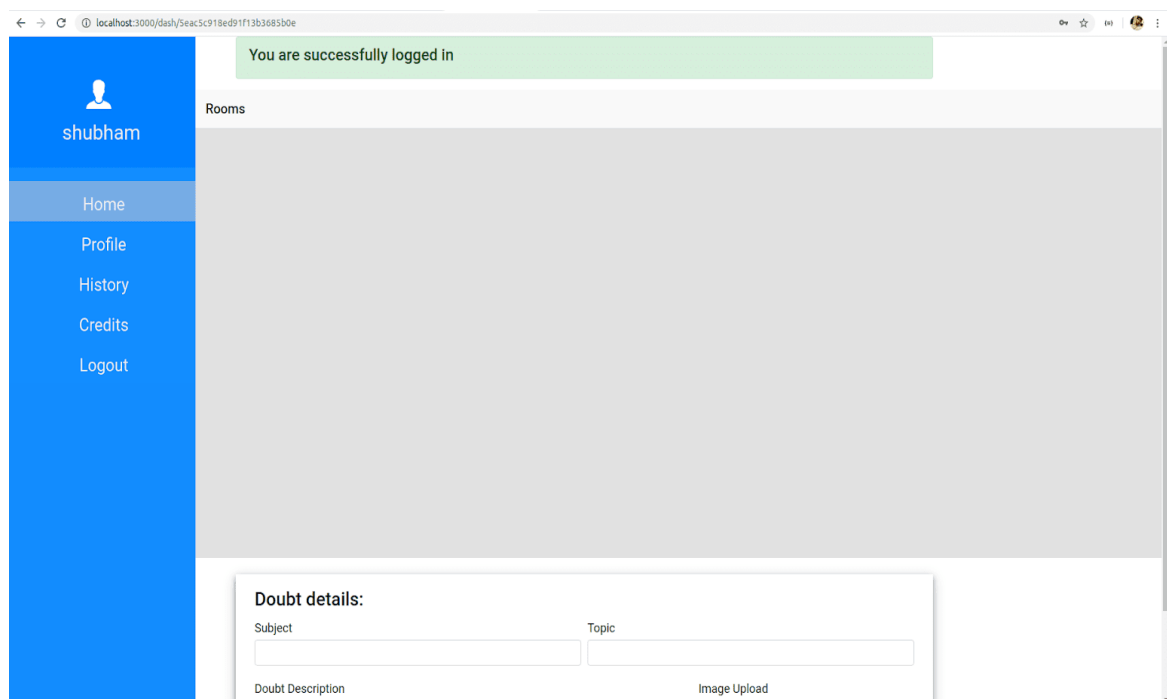 localhost:3000/dash/5eac5c918ed91f13b3685b0e
You are successfully logged in
shubham
Rooms
Home
Profile
History
Credits
Logout
Doubt details:
Subject Topic
Doubt Description Image Upload